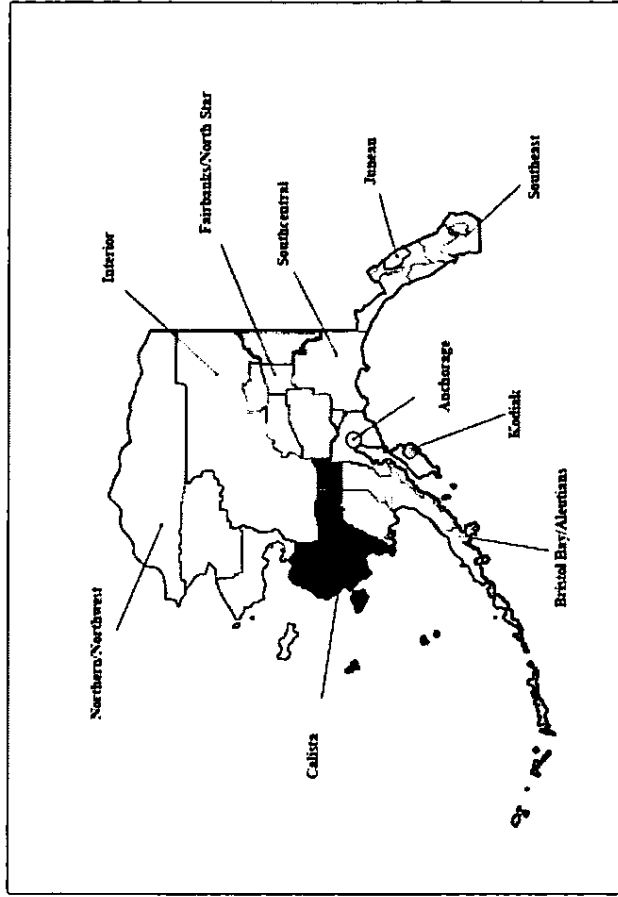 Northern/Northwest
Interior
Fairbanks/North Star
Southcentral
Juneau
Southeast
Anchorage
Kodiak
Bristol Bay/Aleutians
Calista